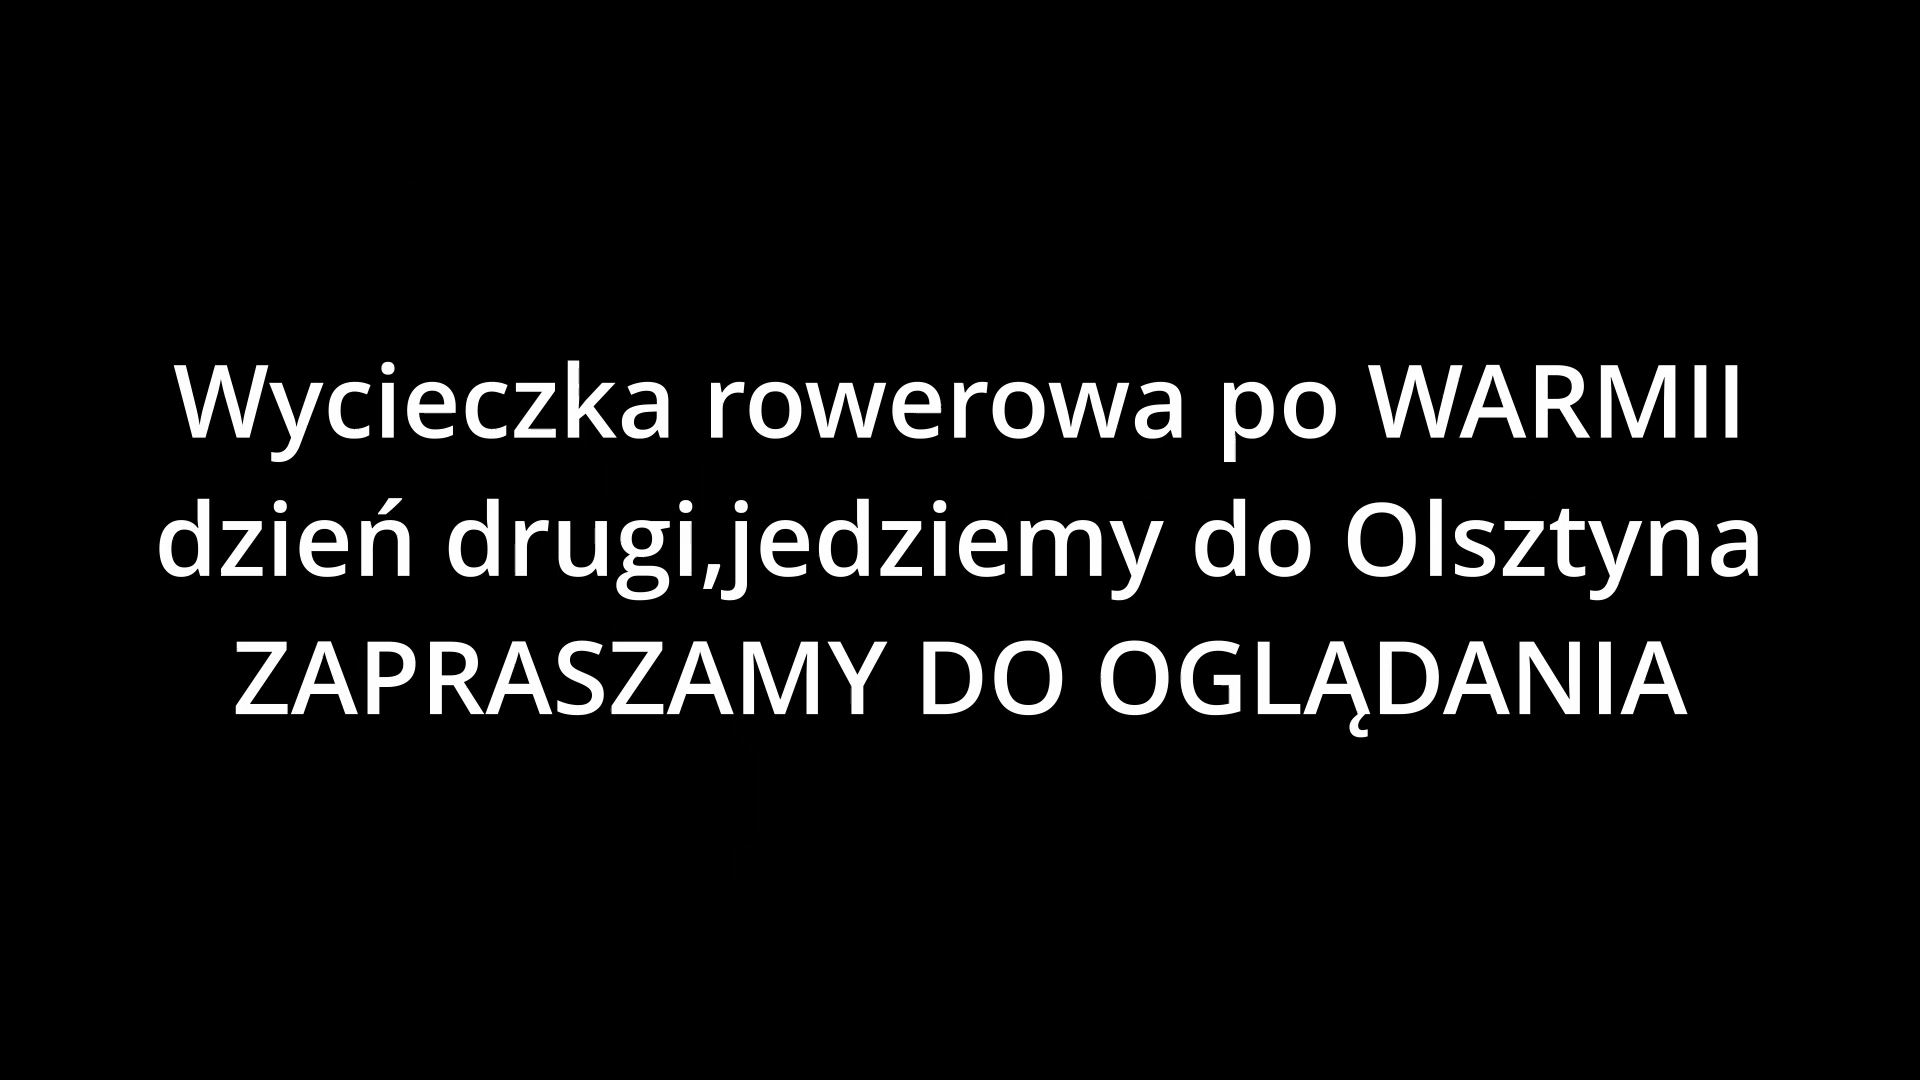 Wycieczka rowerowa po WARMII
dzień drugi,jedziemy do Olsztyna
ZAPRASZAMY DO OGLĄDANIA